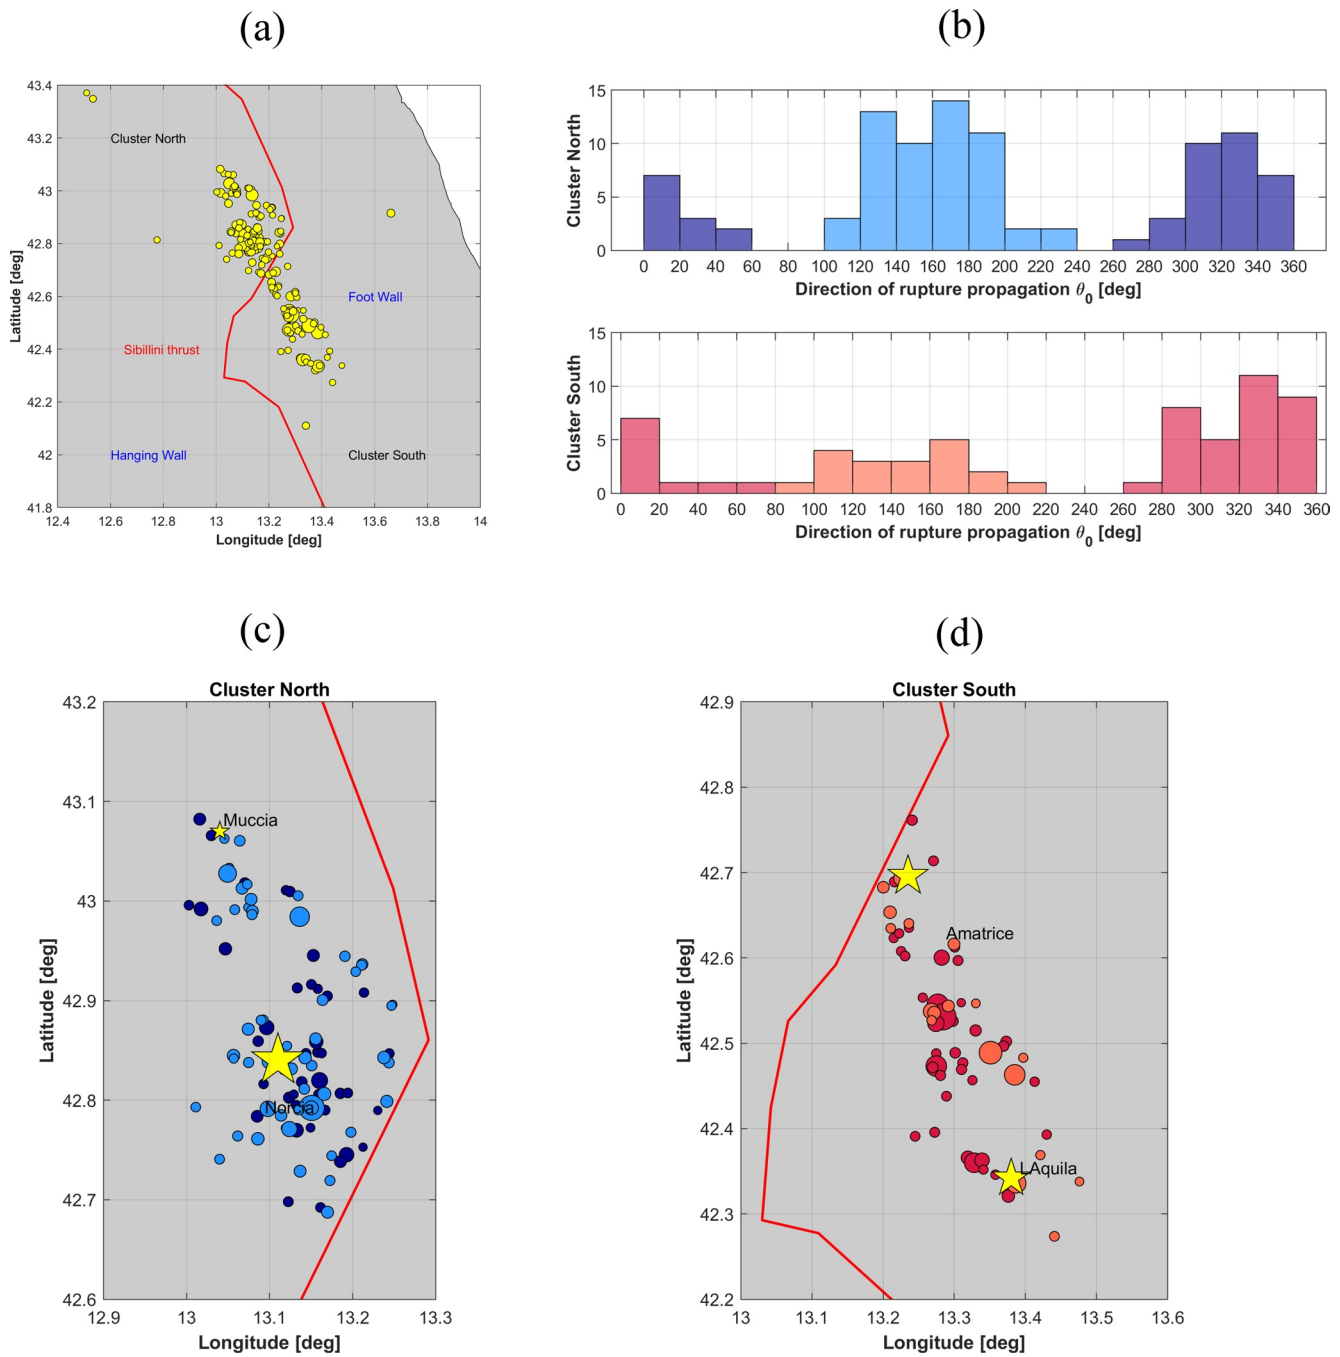 (a)
43.4
43.2
43
42.8
42.6
42.4
42.2
42
41.8
12.4 12.6 12.8 13 13.2 13.4 13.6 13.8 14
Latitude [deg]
Longitude [deg]
Cluster North
Foot Wall
Sibillini thrust
Hanging Wall
Cluster South
(b)
15
10
5
0
Cluster North
0 20 40 60 80 100 120 140 160 180 200 220 240 260 280 300 320 340 360
Direction of rupture propagation θ0 [deg]
15
10
5
0
Cluster South
0 20 40 60 80 100 120 140 160 180 200 220 240 260 280 300 320 340 360
Direction of rupture propagation θ0 [deg]
(c)
Cluster North
43.2
43.1
43
42.9
42.8
42.7
42.6
12.9 13 13.1 13.2 13.3
Latitude [deg]
Longitude [deg]
Muccia
Norcia
(d)
Cluster South
42.9
42.8
42.7
42.6
42.5
42.4
42.3
42.2
13 13.1 13.2 13.3 13.4 13.5 13.6
Latitude [deg]
Longitude [deg]
Amatrice
LAquila